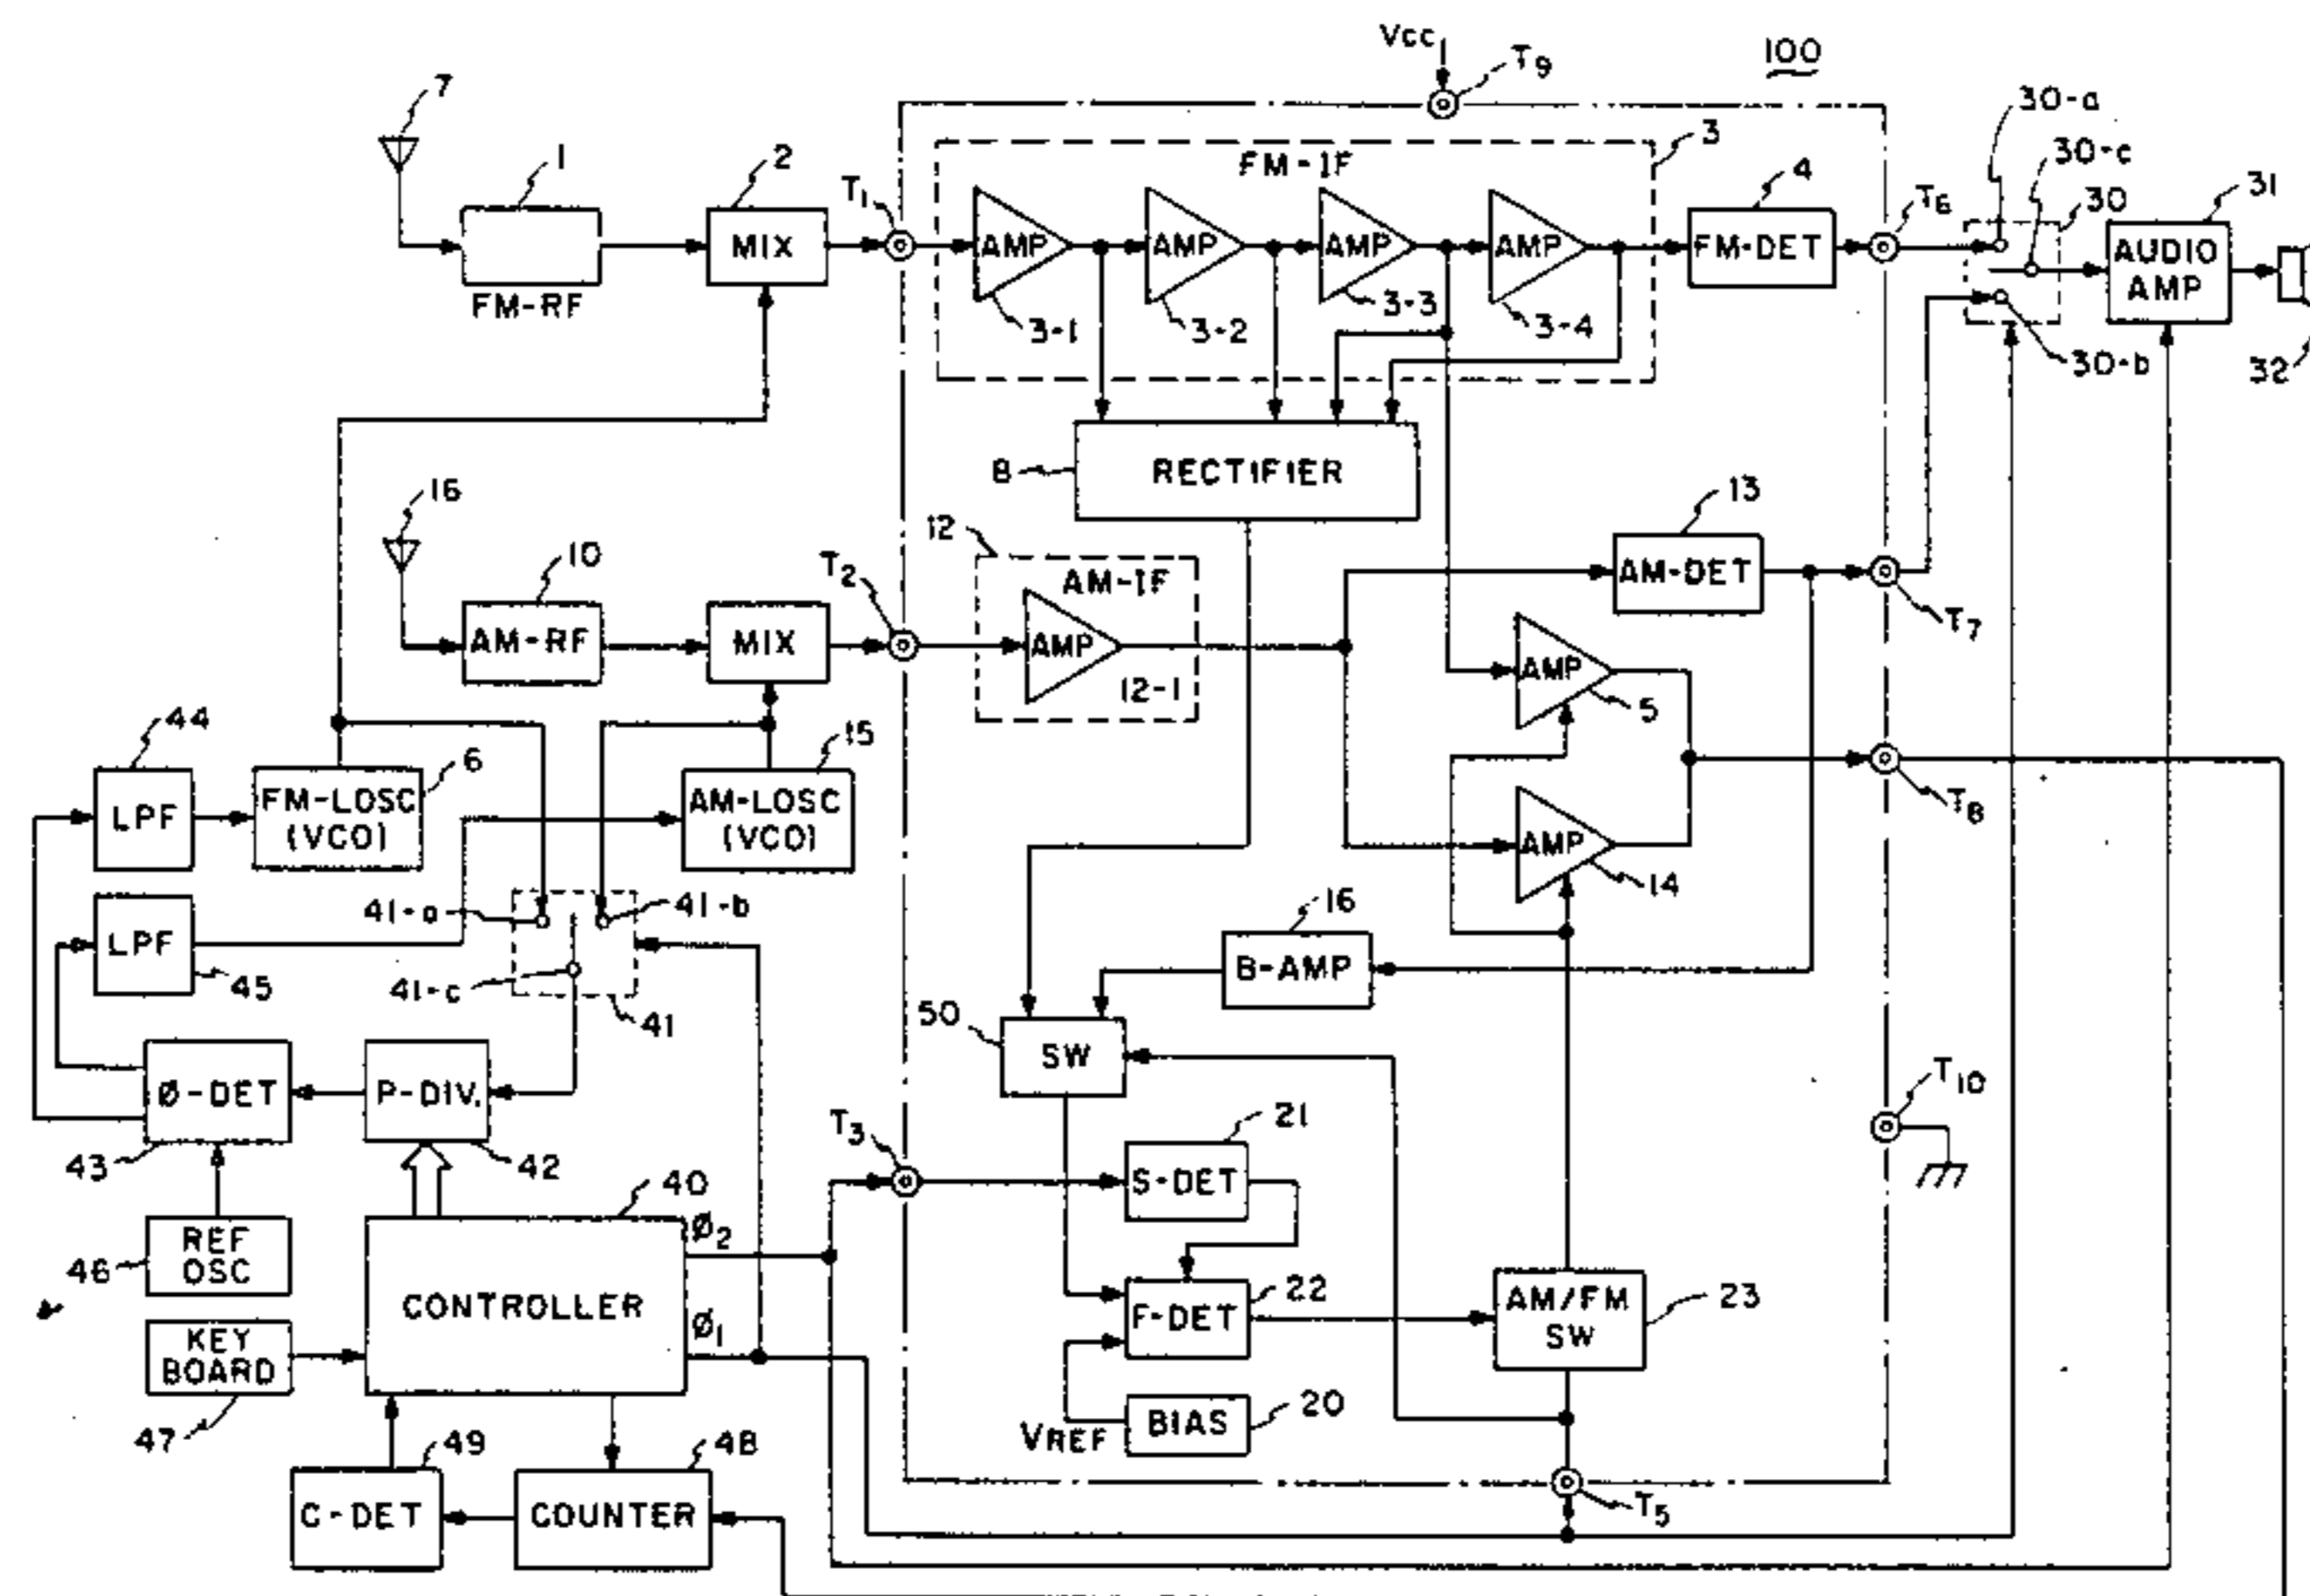 Vcc
T9
100
7
30-a
1
2
3
30-c
FM-IF
T1
4
T6
30
31
MIX
AMP
AMP
AMP
AMP
FM-DET
AUDIO
AMP
FM-RF
3-1
3-2
3-3
3-4
30-b
32
16
8
RECTIFIER
13
10
T2
12
AM-IF
AM-DET
T7
AM-RF
MIX
AMP
12-1
AMP
5
44
6
15
LPF
FM-LOSC
(VCO)
AM-LOSC
(VCO)
T8
AMP
14
41-a
41-b
16
LPF
45
41-c
41
B-AMP
50
SW
Ø-DET
P-DIV.
T10
T3
21
43
42
S-DET
40
Ø2
REF
OSC
46
CONTROLLER
22
F-DET
AM/FM
SW
23
KEY
BOARD
Ø1
47
49
48
VREF
BIAS
20
C-DET
COUNTER
T5